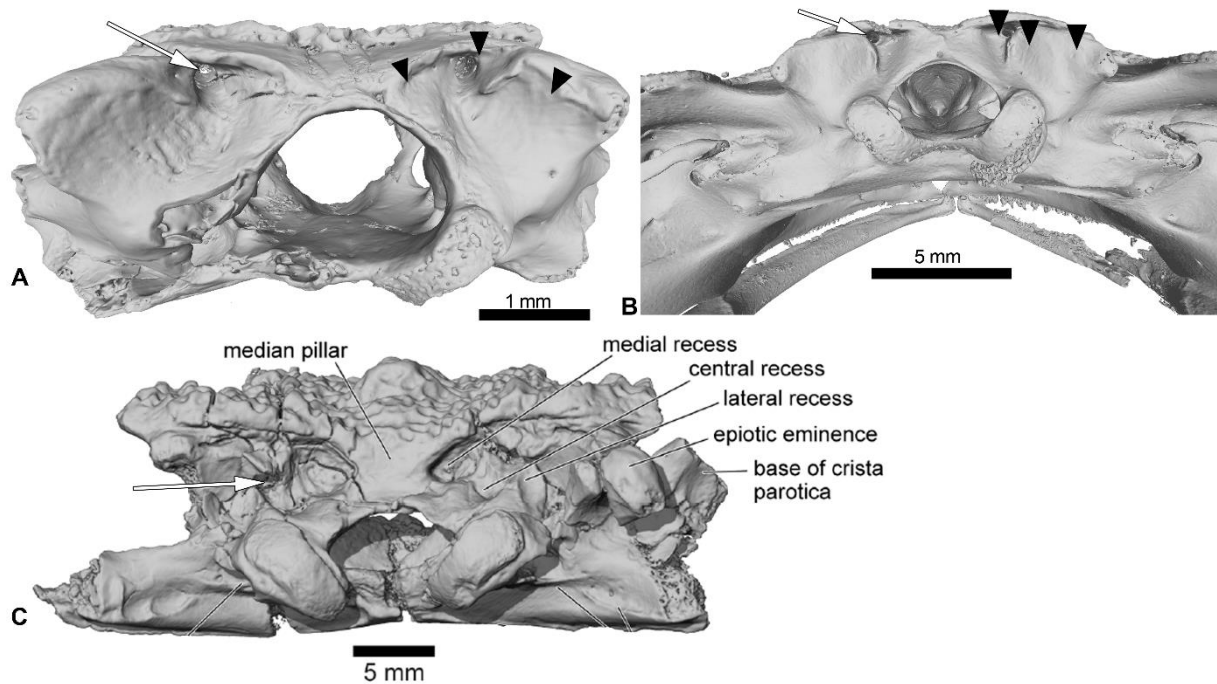 A
1 mm
B
5 mm
median pillar
medial recess
central recess
lateral recess
epiotic eminence
base of crista
parotica
C
5 mm